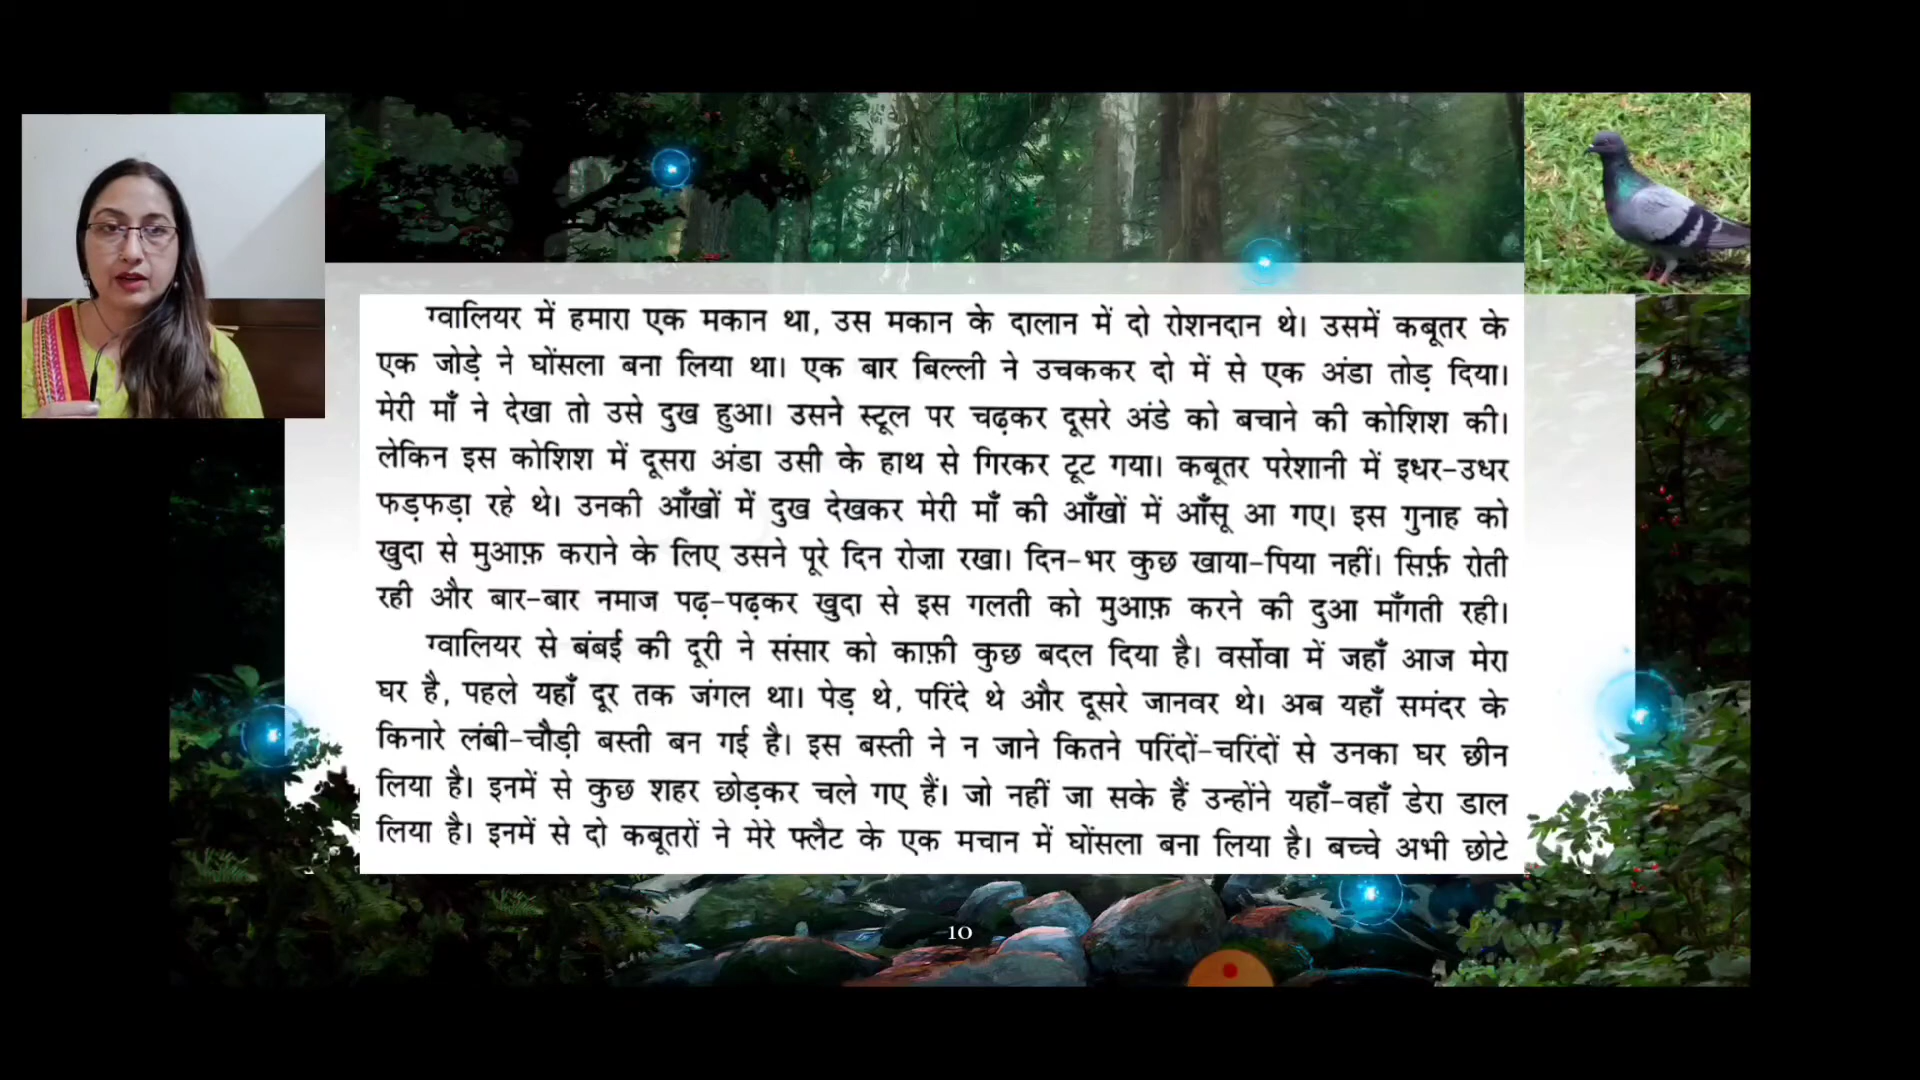 ग्वालियर में हमारा एक मकान था, उस मकान के दालान में दो रोशनदान थे। उसमें कबूतर के
एक जोड़े ने घोंसला बना लिया था। एक बार बिल्ली ने उचककर दो में से एक अंडा तोड़ दिया।
मेरी माँ ने देखा तो उसे दुख हुआ। उसने स्टूल पर चढ़कर दूसरे अंडे को बचाने की कोशिश की।
लेकिन इस कोशिश में दूसरा अंडा उसी के हाथ से गिरकर टूट गया। कबूतर परेशानी में इधर-उधर
फड़फड़ा रहे थे। उनकी आँखों में दुख देखकर मेरी माँ की आँखों में आँसू आ गए। इस गुनाह को
खुदा से मुआफ़ कराने के लिए उसने पूरे दिन रोज़ा रखा। दिन-भर कुछ खाया-पिया नहीं। सिर्फ़ रोती
रही और बार-बार नमाज पढ़-पढ़कर खुदा से इस गलती को मुआफ़ करने की दुआ माँगती रही।
ग्वालियर से बंबई की दूरी ने संसार को काफ़ी कुछ बदल दिया है। वर्सोवा में जहाँ आज मेरा
घर है, पहले यहाँ दूर तक जंगल था। पेड़ थे, परिंदे थे और दूसरे जानवर थे। अब यहाँ समंदर के
किनारे लंबी-चौड़ी बस्ती बन गई है। इस बस्ती ने न जाने कितने परिंदों-चरिंदों से उनका घर छीन
लिया है। इनमें से कुछ शहर छोड़कर चले गए हैं। जो नहीं जा सके हैं उन्होंने यहाँ-वहाँ डेरा डाल
लिया है। इनमें से दो कबूतरों ने मेरे फ्लैट के एक मचान में घोंसला बना लिया है। बच्चे अभी छोटे
10